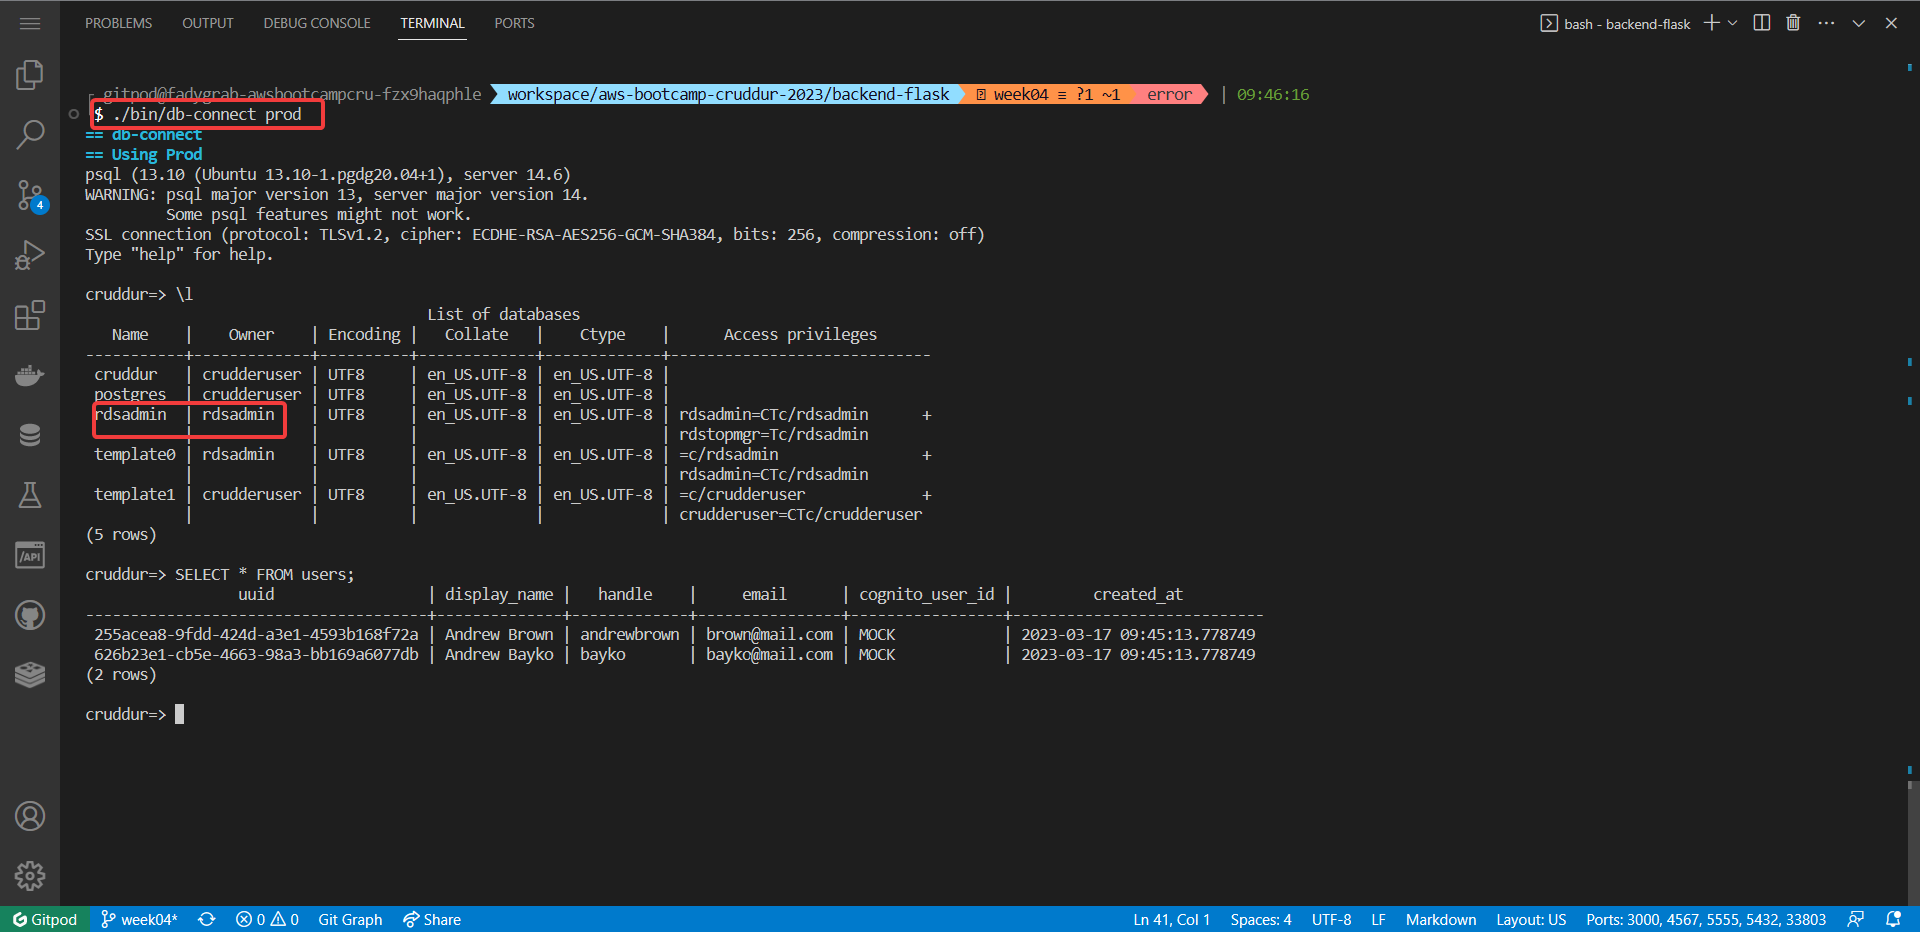 PROBLEMS OUTPUT DEBUG CONSOLE TERMINAL PORTS
bash - backend-flask
gitpod@fadygrab-awsbootcampcru-fzx9haqphle workspace/aws-bootcamp-cruddur-2023/backend-flask week04 ≡ ?1 ~1 error | 09:46:16
$ ./bin/db-connect prod
== db-connect
== Using Prod
psql (13.10 (Ubuntu 13.10-1.pgdg20.04+1), server 14.6)
WARNING: psql major version 13, server major version 14.
         Some psql features might not work.
SSL connection (protocol: TLSv1.2, cipher: ECDHE-RSA-AES256-GCM-SHA384, bits: 256, compression: off)
Type "help" for help.
cruddur=> \l
                                      List of databases
   Name    |    Owner    | Encoding |   Collate   |    Ctype    |      Access privileges
-----------+-------------+----------+-------------+-------------+-----------------------------
 cruddur   | crudderuser | UTF8     | en_US.UTF-8 | en_US.UTF-8 |
 postgres  | crudderuser | UTF8     | en_US.UTF-8 | en_US.UTF-8 |
 rdsadmin  | rdsadmin    | UTF8     | en_US.UTF-8 | en_US.UTF-8 | rdsadmin=CTc/rdsadmin      +
           |             |          |             |             | rdstopmgr=Tc/rdsadmin
 template0 | rdsadmin    | UTF8     | en_US.UTF-8 | en_US.UTF-8 | =c/rdsadmin                +
           |             |          |             |             | rdsadmin=CTc/rdsadmin
 template1 | crudderuser | UTF8     | en_US.UTF-8 | en_US.UTF-8 | =c/crudderuser             +
           |             |          |             |             | crudderuser=CTc/crudderuser
(5 rows)
cruddur=> SELECT * FROM users;
                 uuid                 | display_name |   handle    |     email      | cognito_user_id |         created_at
--------------------------------------+--------------+-------------+----------------+-----------------+----------------------------
 255acea8-9fdd-424d-a3e1-4593b168f72a | Andrew Brown | andrewbrown | brown@mail.com | MOCK            | 2023-03-17 09:45:13.778749
 626b23e1-cb5e-4663-98a3-bb169a6077db | Andrew Bayko | bayko       | bayko@mail.com | MOCK            | 2023-03-17 09:45:13.778749
(2 rows)
cruddur=>
4
/API
Gitpod week04* 0 0 Git Graph Share Ln 41, Col 1 Spaces: 4 UTF-8 LF Markdown Layout: US Ports: 3000, 4567, 5555, 5432, 33803